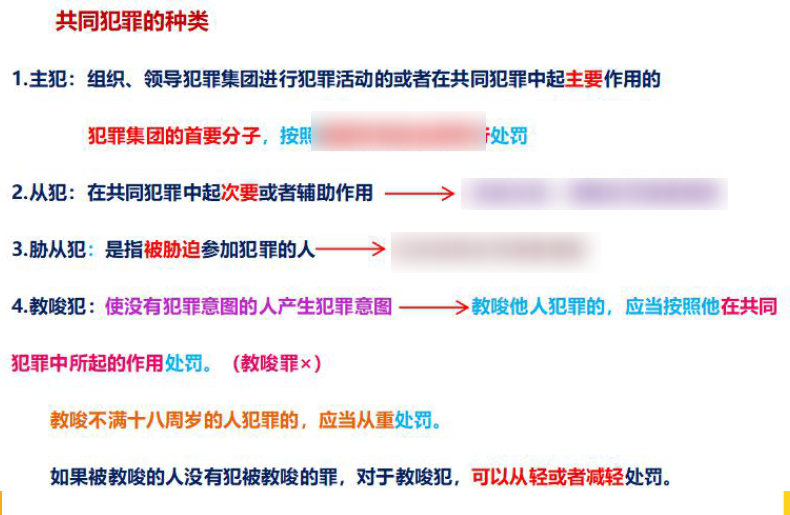 共同犯罪的种类
1.主犯：组织、领导犯罪集团进行犯罪活动的或者在共同犯罪中起主要作用的
犯罪集团的首要分子，按照处罚
2.从犯：在共同犯罪中起次要或者辅助作用
3.胁从犯：是指被胁迫参加犯罪的人
4.教唆犯：使没有犯罪意图的人产生犯罪意图 教唆他人犯罪的，应当按照他在共同
犯罪中所起的作用处罚。（教唆罪×）
教唆不满十八周岁的人犯罪的，应当从重处罚。
如果被教唆的人没有犯被教唆的罪，对于教唆犯，可以从轻或者减轻处罚。